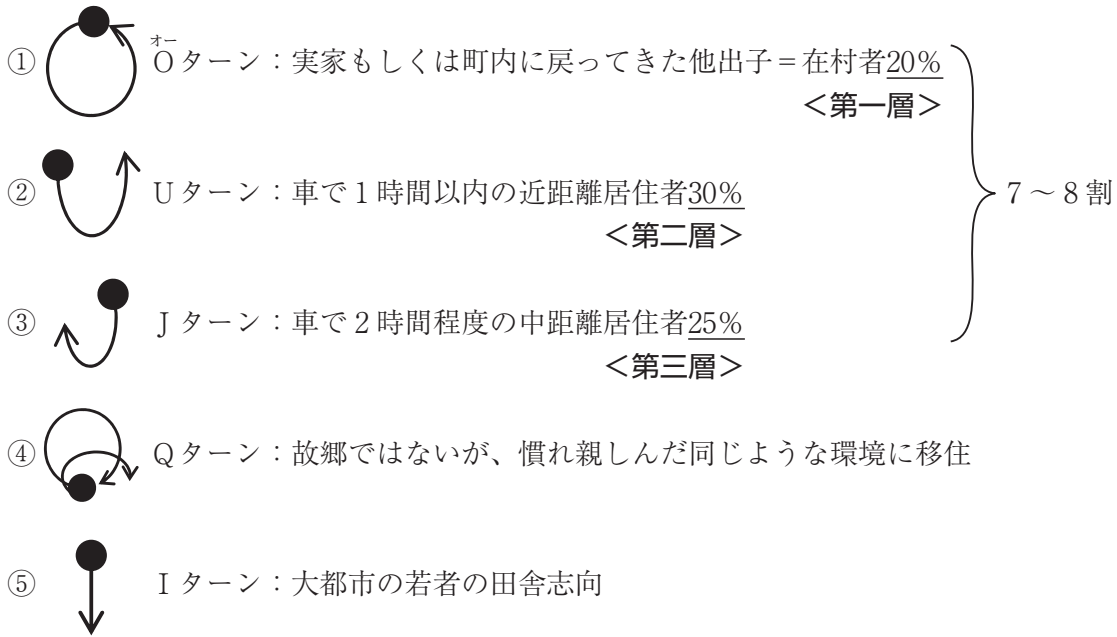 ① オー Oターン：実家もしくは町内に戻ってきた他出子＝在村者20%
＜第一層＞
② Uターン：車で1時間以内の近距離居住者30%
＜第二層＞
7～8割
③ Jターン：車で2時間程度の中距離居住者25%
＜第三層＞
④ Qターン：故郷ではないが、慣れ親しんだ同じような環境に移住
⑤ Iターン：大都市の若者の田舎志向